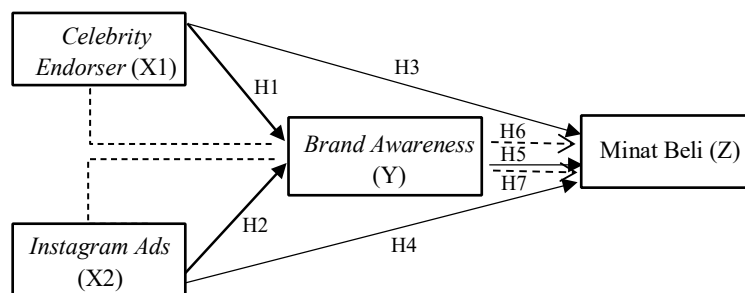 Celebrity
Endorser (X1)
H1
H3
Brand Awareness
(Y)
H6
H5
H7
Minat Beli (Z)
H2
H4
Instagram Ads
(X2)